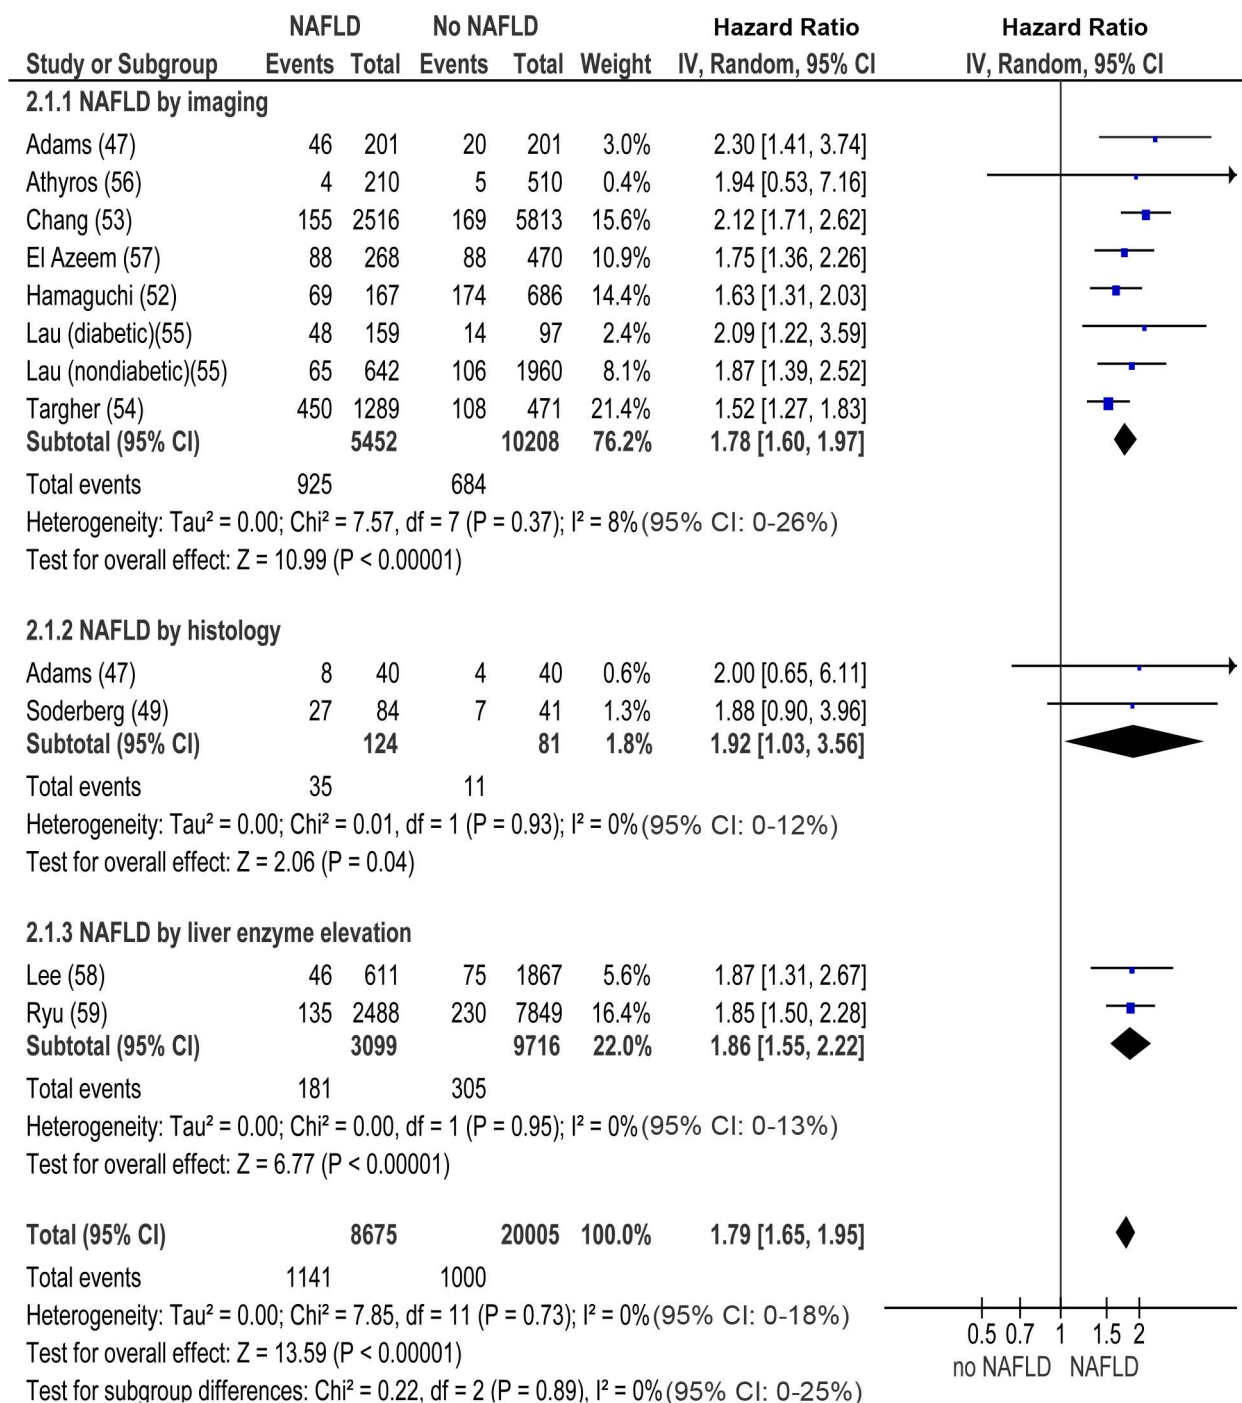 NAFLD No NAFLD Hazard Ratio Hazard Ratio
Study or Subgroup Events Total Events Total Weight IV, Random, 95% CI IV, Random, 95% CI
2.1.1 NAFLD by imaging
Adams (47) 46 201 20 201 3.0% 2.30 [1.41, 3.74]
Athyros (56) 4 210 5 510 0.4% 1.94 [0.53, 7.16]
Chang (53) 155 2516 169 5813 15.6% 2.12 [1.71, 2.62]
El Azeem (57) 88 268 88 470 10.9% 1.75 [1.36, 2.26]
Hamaguchi (52) 69 167 174 686 14.4% 1.63 [1.31, 2.03]
Lau (diabetic)(55) 48 159 14 97 2.4% 2.09 [1.22, 3.59]
Lau (nondiabetic)(55) 65 642 106 1960 8.1% 1.87 [1.39, 2.52]
Targher (54) 450 1289 108 471 21.4% 1.52 [1.27, 1.83]
Subtotal (95% CI) 5452 10208 76.2% 1.78 [1.60, 1.97]
Total events 925 684
Heterogeneity: Tau² = 0.00; Chi² = 7.57, df = 7 (P = 0.37); I² = 8% (95% CI: 0-26%)
Test for overall effect: Z = 10.99 (P < 0.00001)
2.1.2 NAFLD by histology
Adams (47) 8 40 4 40 0.6% 2.00 [0.65, 6.11]
Soderberg (49) 27 84 7 41 1.3% 1.88 [0.90, 3.96]
Subtotal (95% CI) 124 81 1.8% 1.92 [1.03, 3.56]
Total events 35 11
Heterogeneity: Tau² = 0.00; Chi² = 0.01, df = 1 (P = 0.93); I² = 0% (95% CI: 0-12%)
Test for overall effect: Z = 2.06 (P = 0.04)
2.1.3 NAFLD by liver enzyme elevation
Lee (58) 46 611 75 1867 5.6% 1.87 [1.31, 2.67]
Ryu (59) 135 2488 230 7849 16.4% 1.85 [1.50, 2.28]
Subtotal (95% CI) 3099 9716 22.0% 1.86 [1.55, 2.22]
Total events 181 305
Heterogeneity: Tau² = 0.00; Chi² = 0.00, df = 1 (P = 0.95); I² = 0% (95% CI: 0-13%)
Test for overall effect: Z = 6.77 (P < 0.00001)
Total (95% CI) 8675 20005 100.0% 1.79 [1.65, 1.95]
Total events 1141 1000
Heterogeneity: Tau² = 0.00; Chi² = 7.85, df = 11 (P = 0.73); I² = 0% (95% CI: 0-18%)
0.5 0.7 1 1.5 2
Test for overall effect: Z = 13.59 (P < 0.00001)
no NAFLD NAFLD
Test for subgroup differences: Chi² = 0.22, df = 2 (P = 0.89), I² = 0% (95% CI: 0-25%)